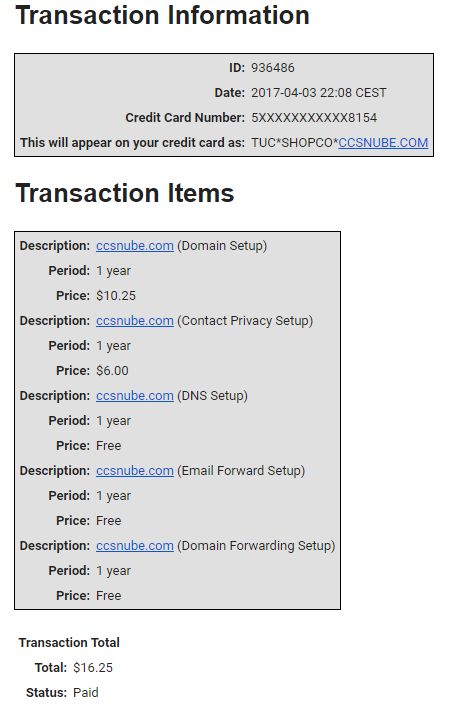 Transaction Information
ID: 936486
Date: 2017-04-03 22:08 CEST
Credit Card Number: 5XXXXXXXXXXX8154
This will appear on your credit card as: TUC*SHOPCO*CCSNUBE.COM
Transaction Items
Description: ccsnube.com (Domain Setup)
Period: 1 year
Price: $10.25
Description: ccsnube.com (Contact Privacy Setup)
Period: 1 year
Price: $6.00
Description: ccsnube.com (DNS Setup)
Period: 1 year
Price: Free
Description: ccsnube.com (Email Forward Setup)
Period: 1 year
Price: Free
Description: ccsnube.com (Domain Forwarding Setup)
Period: 1 year
Price: Free
Transaction Total
Total: $16.25
Status: Paid